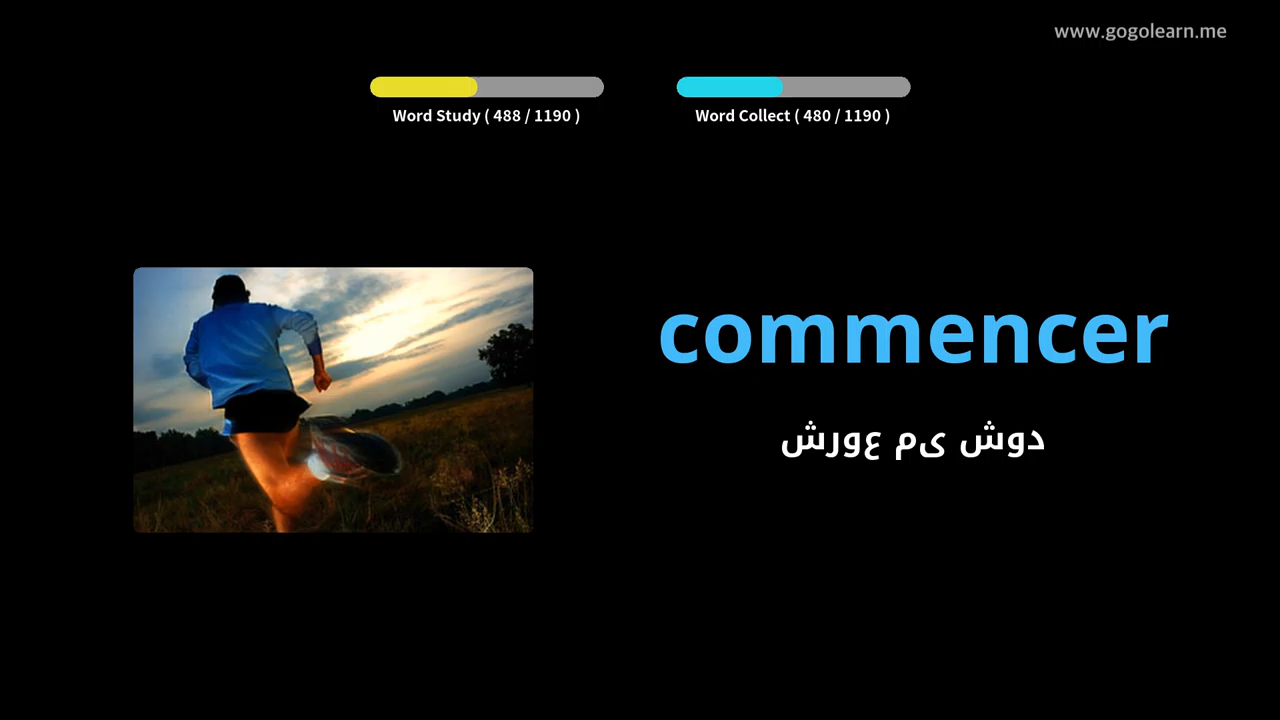 www.gogolearn.me
Word Study ( 488 / 1190 )
Word Collect ( 480 / 1190 )
commencer
دوش یم عورش